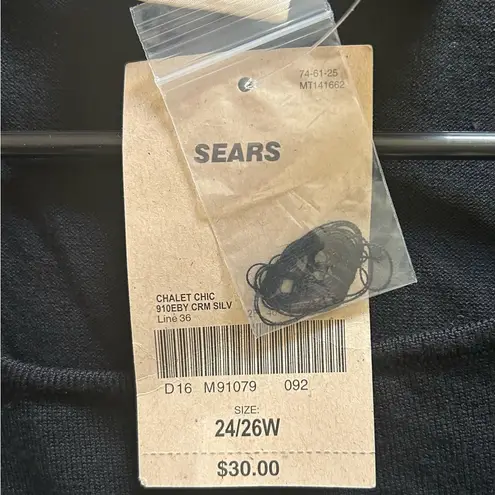 74-61-25
MT141662
SEARS
CHALET CHIC
910EBY CRM SILV
Line 36
D16 M91079 092
SIZE:
24/26W
$30.00